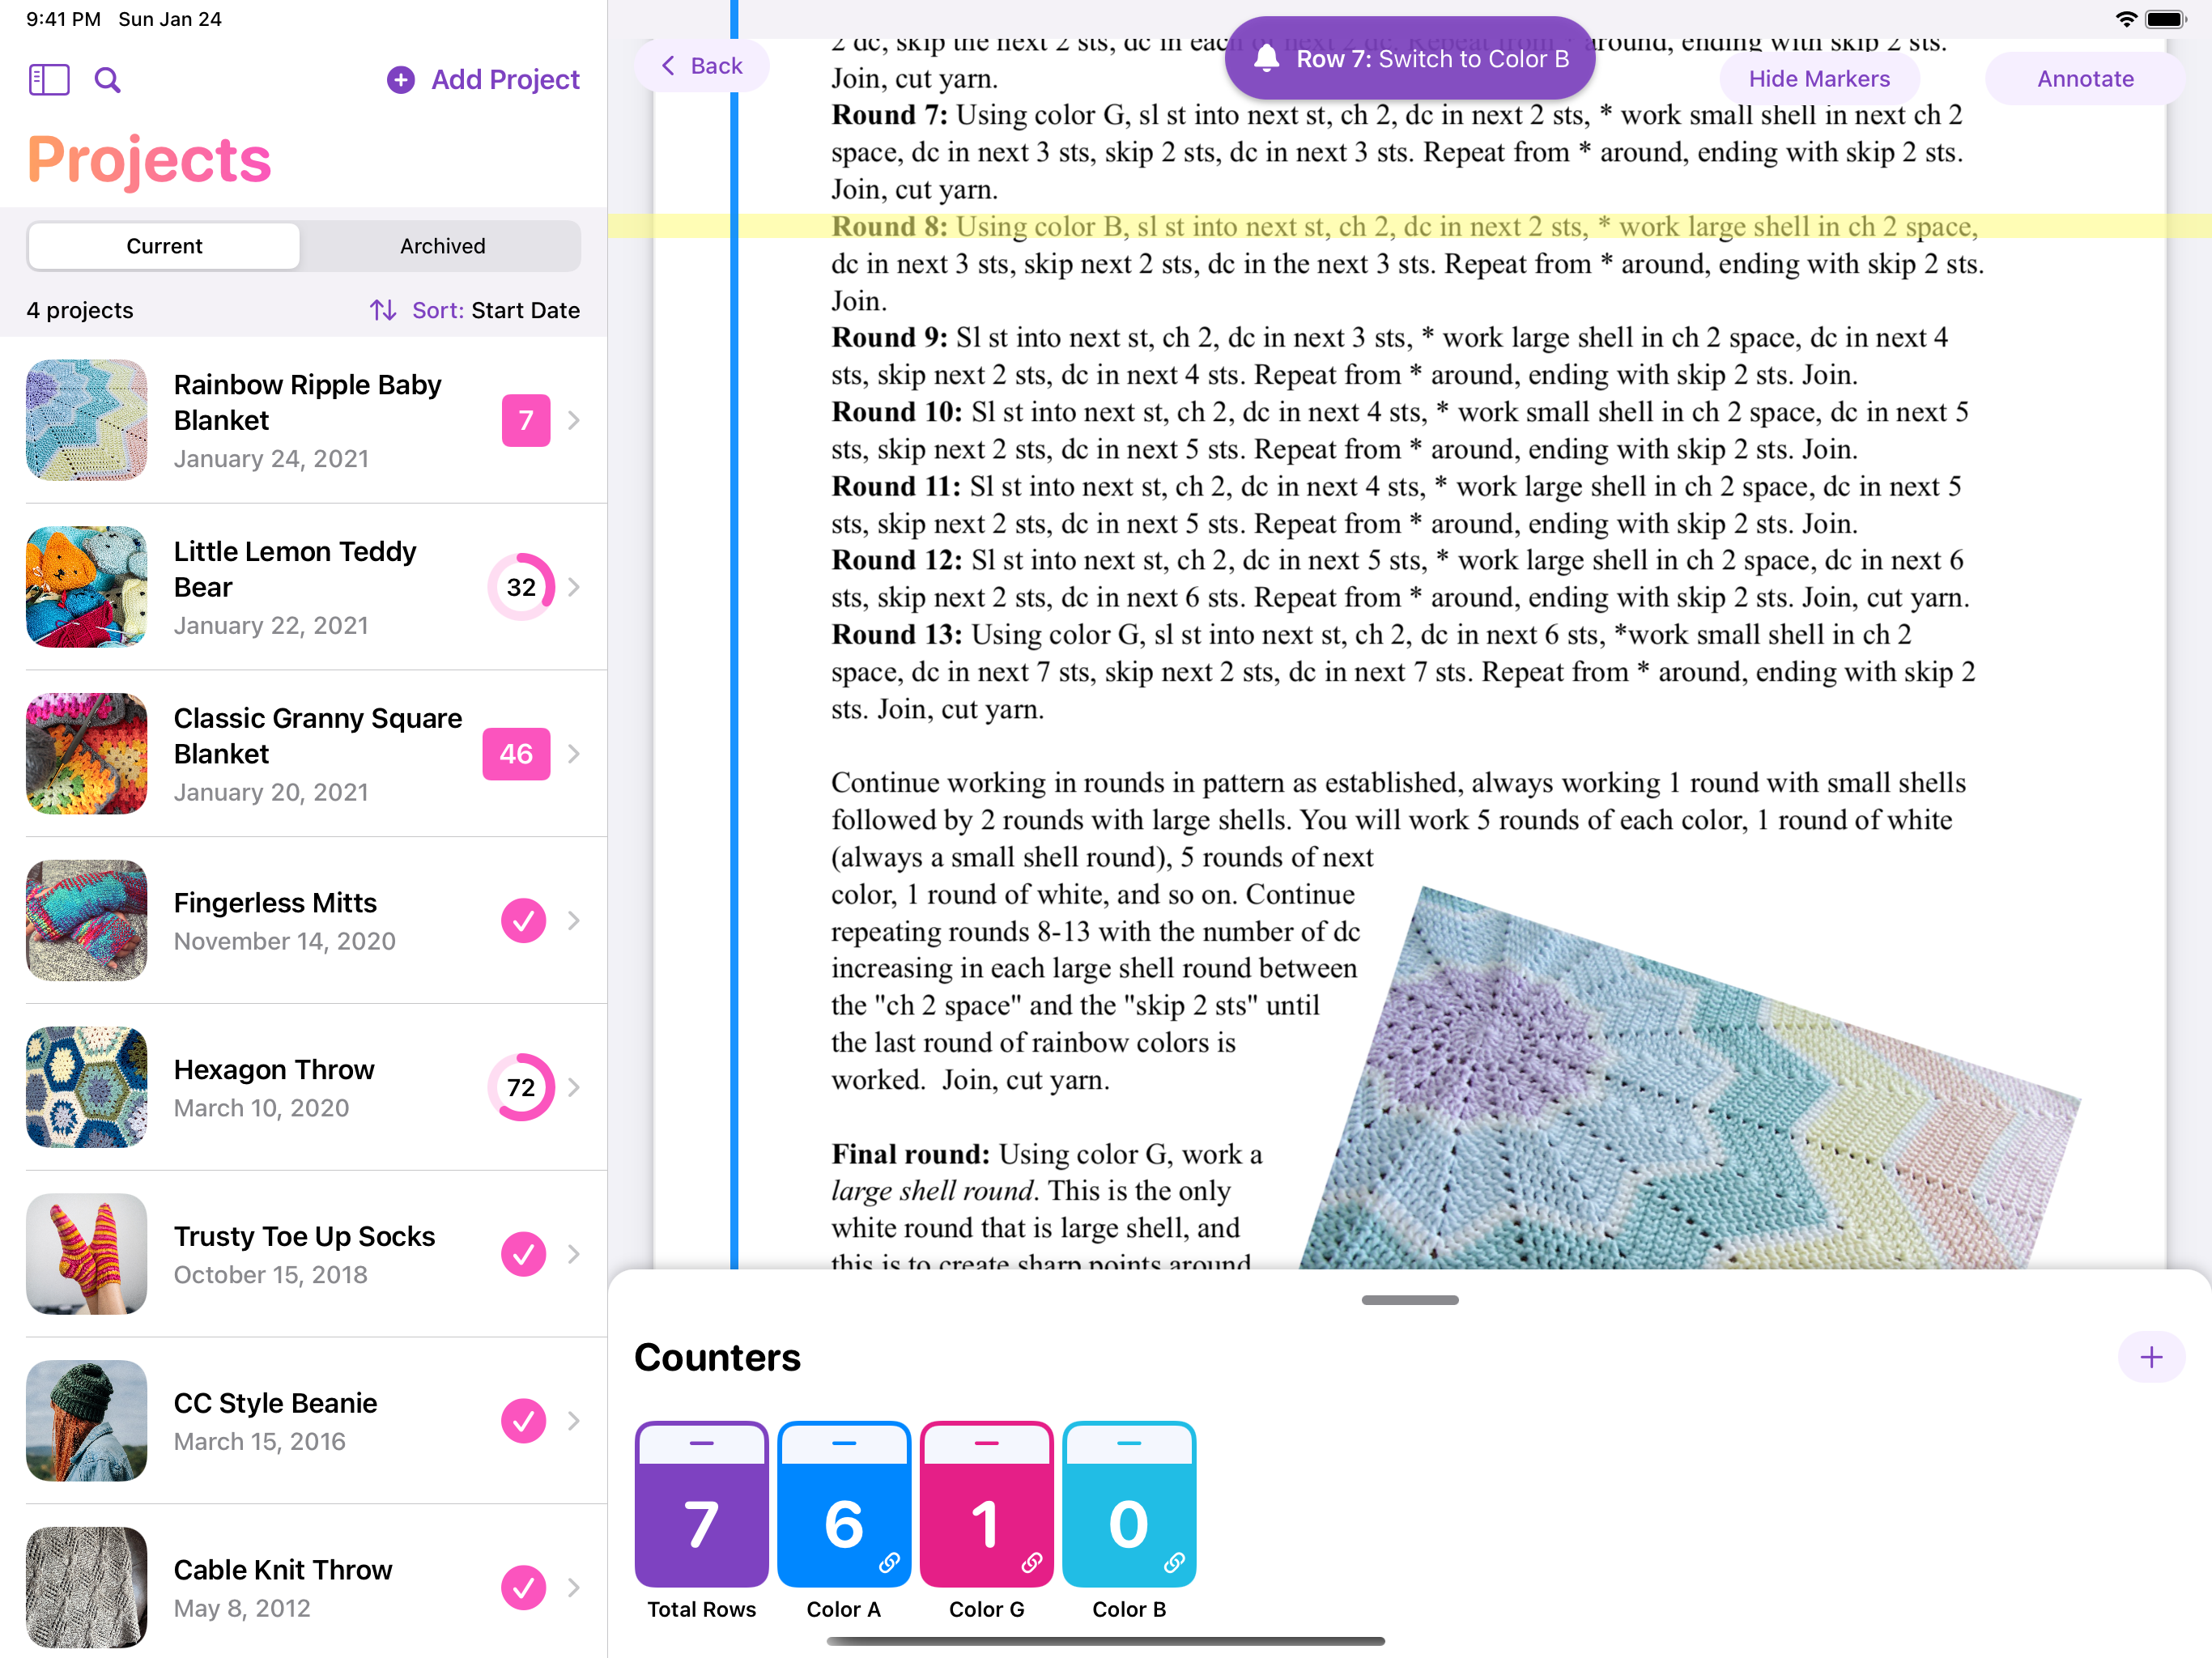 9:41 PM Sun Jan 24
Add Project
Projects
Current
Archived
4 projects
Sort: Start Date
Rainbow Ripple Baby
Blanket
January 24, 2021
7
Little Lemon Teddy
Bear
January 22, 2021
32
Classic Granny Square
Blanket
January 20, 2021
46
Fingerless Mitts
November 14, 2020
Hexagon Throw
March 10, 2020
72
Trusty Toe Up Socks
October 15, 2018
CC Style Beanie
March 15, 2016
Cable Knit Throw
May 8, 2012
Back
Row 7: Switch to Color B
Hide Markers
Annotate
2 dc, skip the next 2 sts, dc in each of next 2 dc. Repeat from * around, ending with skip 2 sts.
Join, cut yarn.
Round 7: Using color G, sl st into next st, ch 2, dc in next 2 sts, * work small shell in next ch 2
space, dc in next 3 sts, skip 2 sts, dc in next 3 sts. Repeat from * around, ending with skip 2 sts.
Join, cut yarn.
Round 8: Using color B, sl st into next st, ch 2, dc in next 2 sts, * work large shell in ch 2 space,
dc in next 3 sts, skip next 2 sts, dc in the next 3 sts. Repeat from * around, ending with skip 2 sts.
Join.
Round 9: Sl st into next st, ch 2, dc in next 3 sts, * work large shell in ch 2 space, dc in next 4
sts, skip next 2 sts, dc in next 4 sts. Repeat from * around, ending with skip 2 sts. Join.
Round 10: Sl st into next st, ch 2, dc in next 4 sts, * work small shell in ch 2 space, dc in next 5
sts, skip next 2 sts, dc in next 5 sts. Repeat from * around, ending with skip 2 sts. Join.
Round 11: Sl st into next st, ch 2, dc in next 4 sts, * work large shell in ch 2 space, dc in next 5
sts, skip next 2 sts, dc in next 5 sts. Repeat from * around, ending with skip 2 sts. Join.
Round 12: Sl st into next st, ch 2, dc in next 5 sts, * work large shell in ch 2 space, dc in next 6
sts, skip next 2 sts, dc in next 6 sts. Repeat from * around, ending with skip 2 sts. Join, cut yarn.
Round 13: Using color G, sl st into next st, ch 2, dc in next 6 sts, *work small shell in ch 2
space, dc in next 7 sts, skip next 2 sts, dc in next 7 sts. Repeat from * around, ending with skip 2
sts. Join, cut yarn.
Continue working in rounds in pattern as established, always working 1 round with small shells
followed by 2 rounds with large shells. You will work 5 rounds of each color, 1 round of white
(always a small shell round), 5 rounds of next
color, 1 round of white, and so on. Continue
repeating rounds 8-13 with the number of dc
increasing in each large shell round between
the "ch 2 space" and the "skip 2 sts" until
the last round of rainbow colors is
worked. Join, cut yarn.
Final round: Using color G, work a
large shell round. This is the only
white round that is large shell, and
this is to create sharp points around
Counters
7
6
1
0
Total Rows
Color A
Color G
Color B